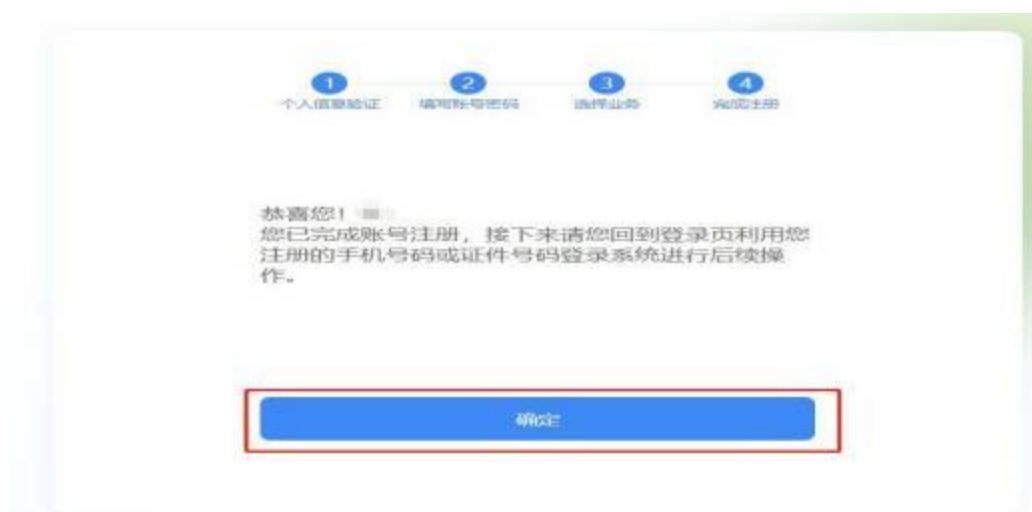 1 2 3 4
个人信息验证 填写账号密码 选择业务 完成注册
恭喜您！
您已完成账号注册，接下来请您回到登录页利用您
注册的手机号码或证件号码登录系统进行后续操
作。
确定